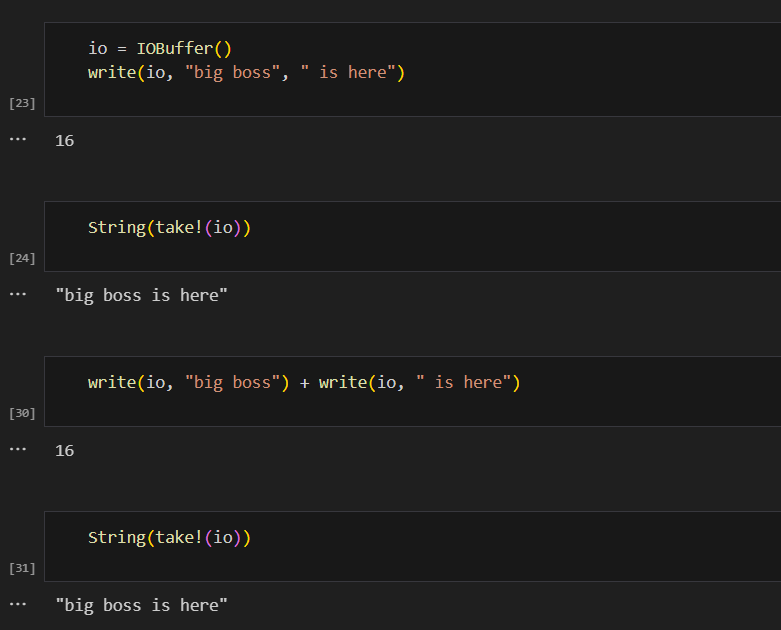 io = IOBuffer()
write(io, "big boss", " is here")
[23]
... 16
String(take!(io))
[24]
... "big boss is here"
write(io, "big boss") + write(io, " is here")
[30]
... 16
String(take!(io))
[31]
... "big boss is here"